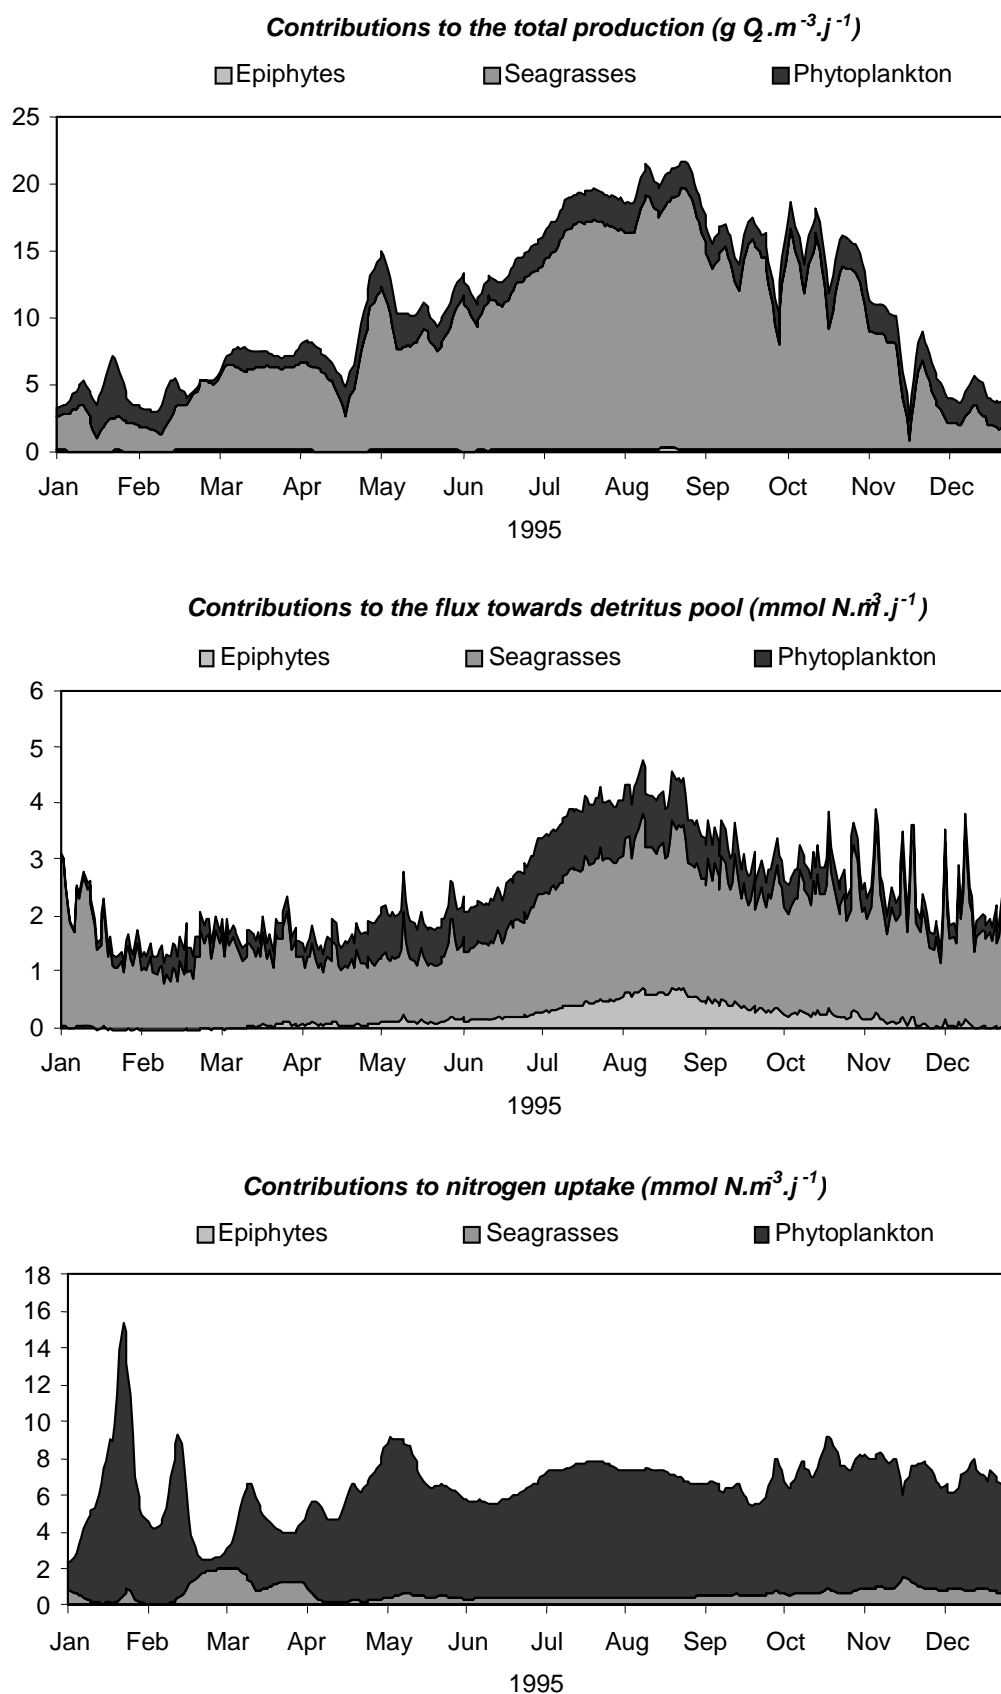 Contributions to the total production (g O2.m-3.j-1)
Epiphytes Seagrasses Phytoplankton
25
20
15
10
5
0
Jan Feb Mar Apr May Jun Jul Aug Sep Oct Nov Dec
1995
Contributions to the flux towards detritus pool (mmol N.m-3.j-1)
Epiphytes Seagrasses Phytoplankton
6
5
4
3
2
1
0
Jan Feb Mar Apr May Jun Jul Aug Sep Oct Nov Dec
1995
Contributions to nitrogen uptake (mmol N.m-3.j-1)
Epiphytes Seagrasses Phytoplankton
18
16
14
12
10
8
6
4
2
0
Jan Feb Mar Apr May Jun Jul Aug Sep Oct Nov Dec
1995